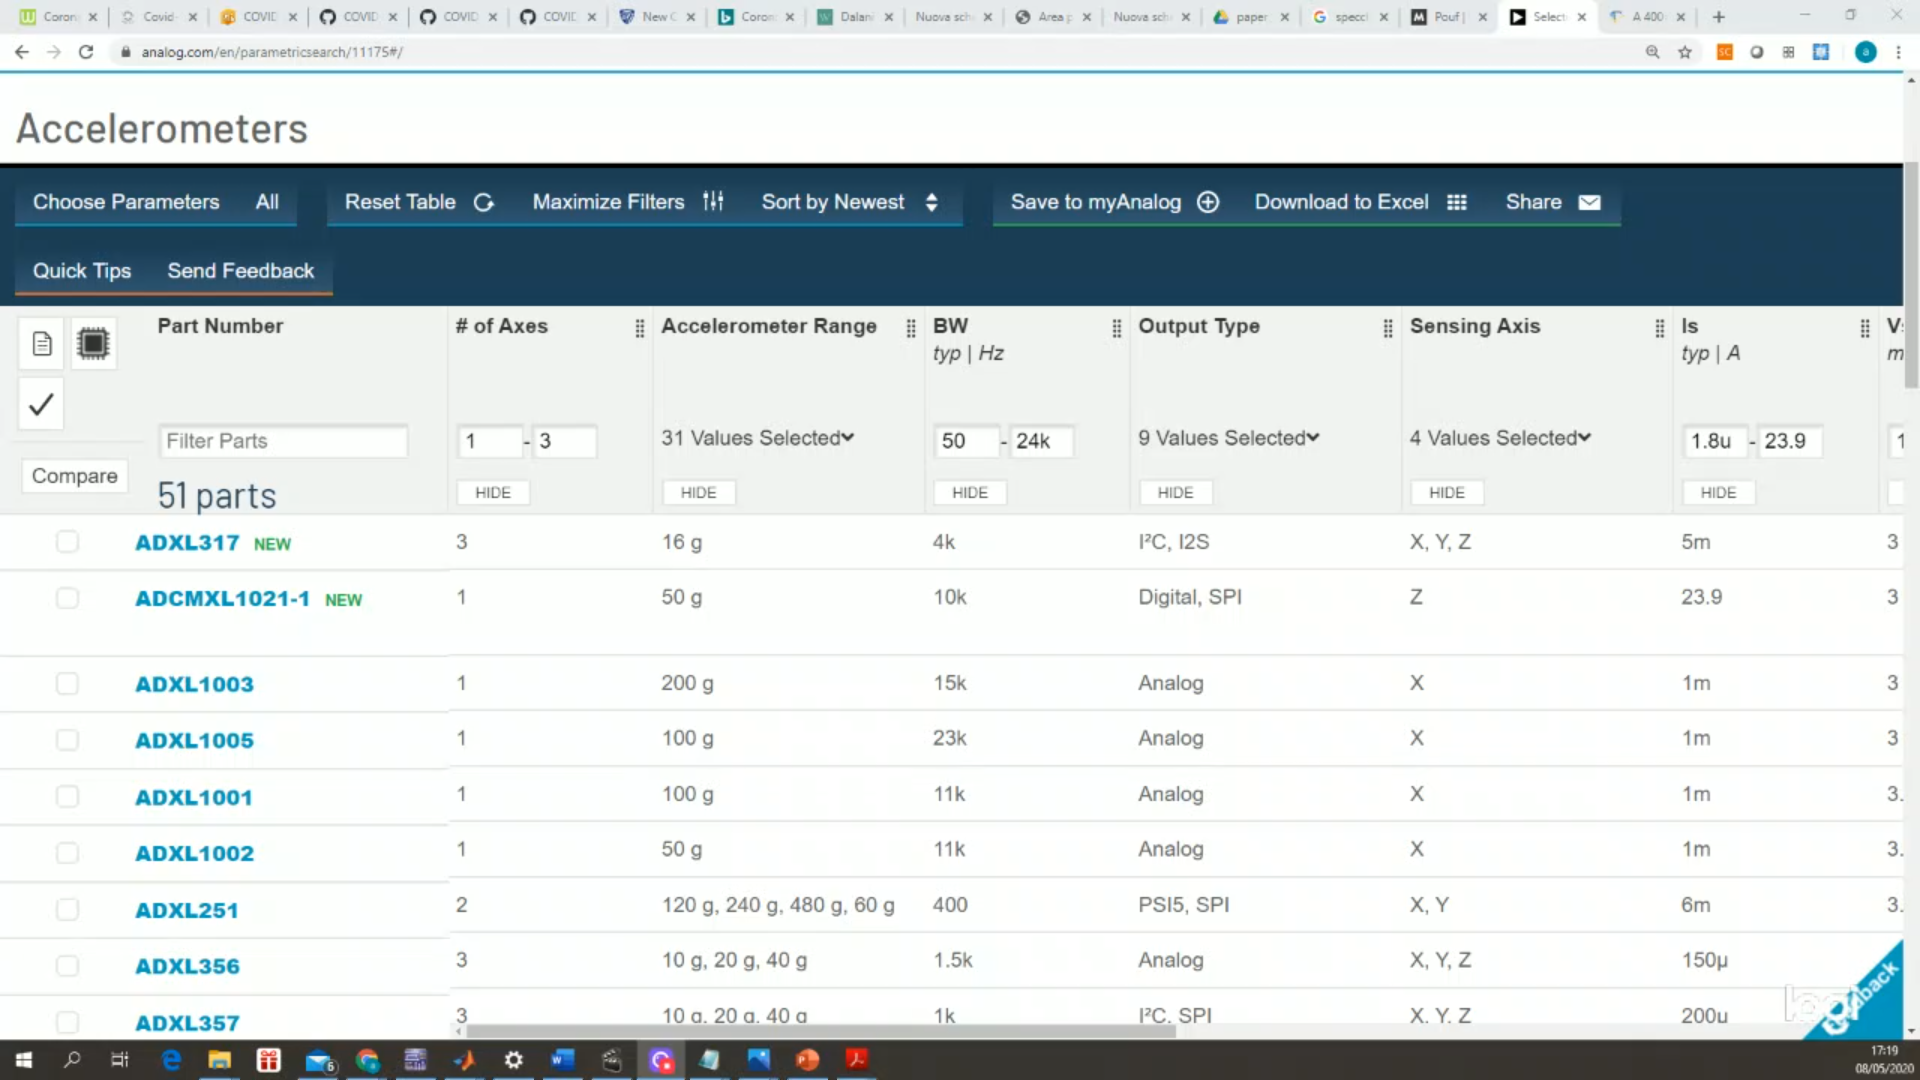 Coron
Covid-
COVID
COVID
COVID
COVID
New C
Coron
Dalani
Nuova sch
Area p
Nuova sch
paper
specci
Pouf |
Select
A 400
analog.com/en/parametricsearch/11175#/
Accelerometers
Choose Parameters All Reset Table Maximize Filters Sort by Newest Save to myAnalog Download to Excel Share
Quick Tips Send Feedback
Part Number # of Axes Accelerometer Range BW Output Type Sensing Axis Is
typ | Hz typ | A
Filter Parts 1 - 3 31 Values Selected 50 - 24k 9 Values Selected 4 Values Selected 1.8u - 23.9
Compare 51 parts HIDE HIDE HIDE HIDE HIDE HIDE
ADXL317 NEW 3 16 g 4k I²C, I2S X, Y, Z 5m 3
ADCMXL1021-1 NEW 1 50 g 10k Digital, SPI Z 23.9 3
ADXL1003 1 200 g 15k Analog X 1m 3
ADXL1005 1 100 g 23k Analog X 1m 3
ADXL1001 1 100 g 11k Analog X 1m 3.
ADXL1002 1 50 g 11k Analog X 1m 3.
ADXL251 2 120 g, 240 g, 480 g, 60 g 400 PSI5, SPI X, Y 6m 3.
ADXL356 3 10 g, 20 g, 40 g 1.5k Analog X, Y, Z 150µ
ADXL357 3 10 g, 20 g, 40 g 1k I²C, SPI X, Y, Z 200u
17:19
08/05/2020